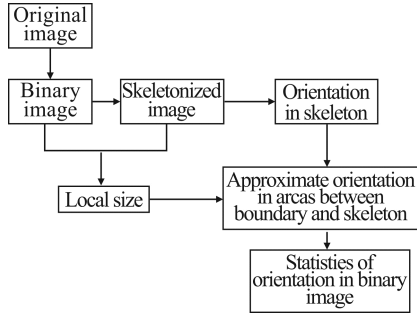 Original
image
Binary
image
Skeletonized
image
Orientation
in skeleton
Local size
Approximate orientation
in arcas between
boundary and skeleton
Statisties of
orientation in binary
image